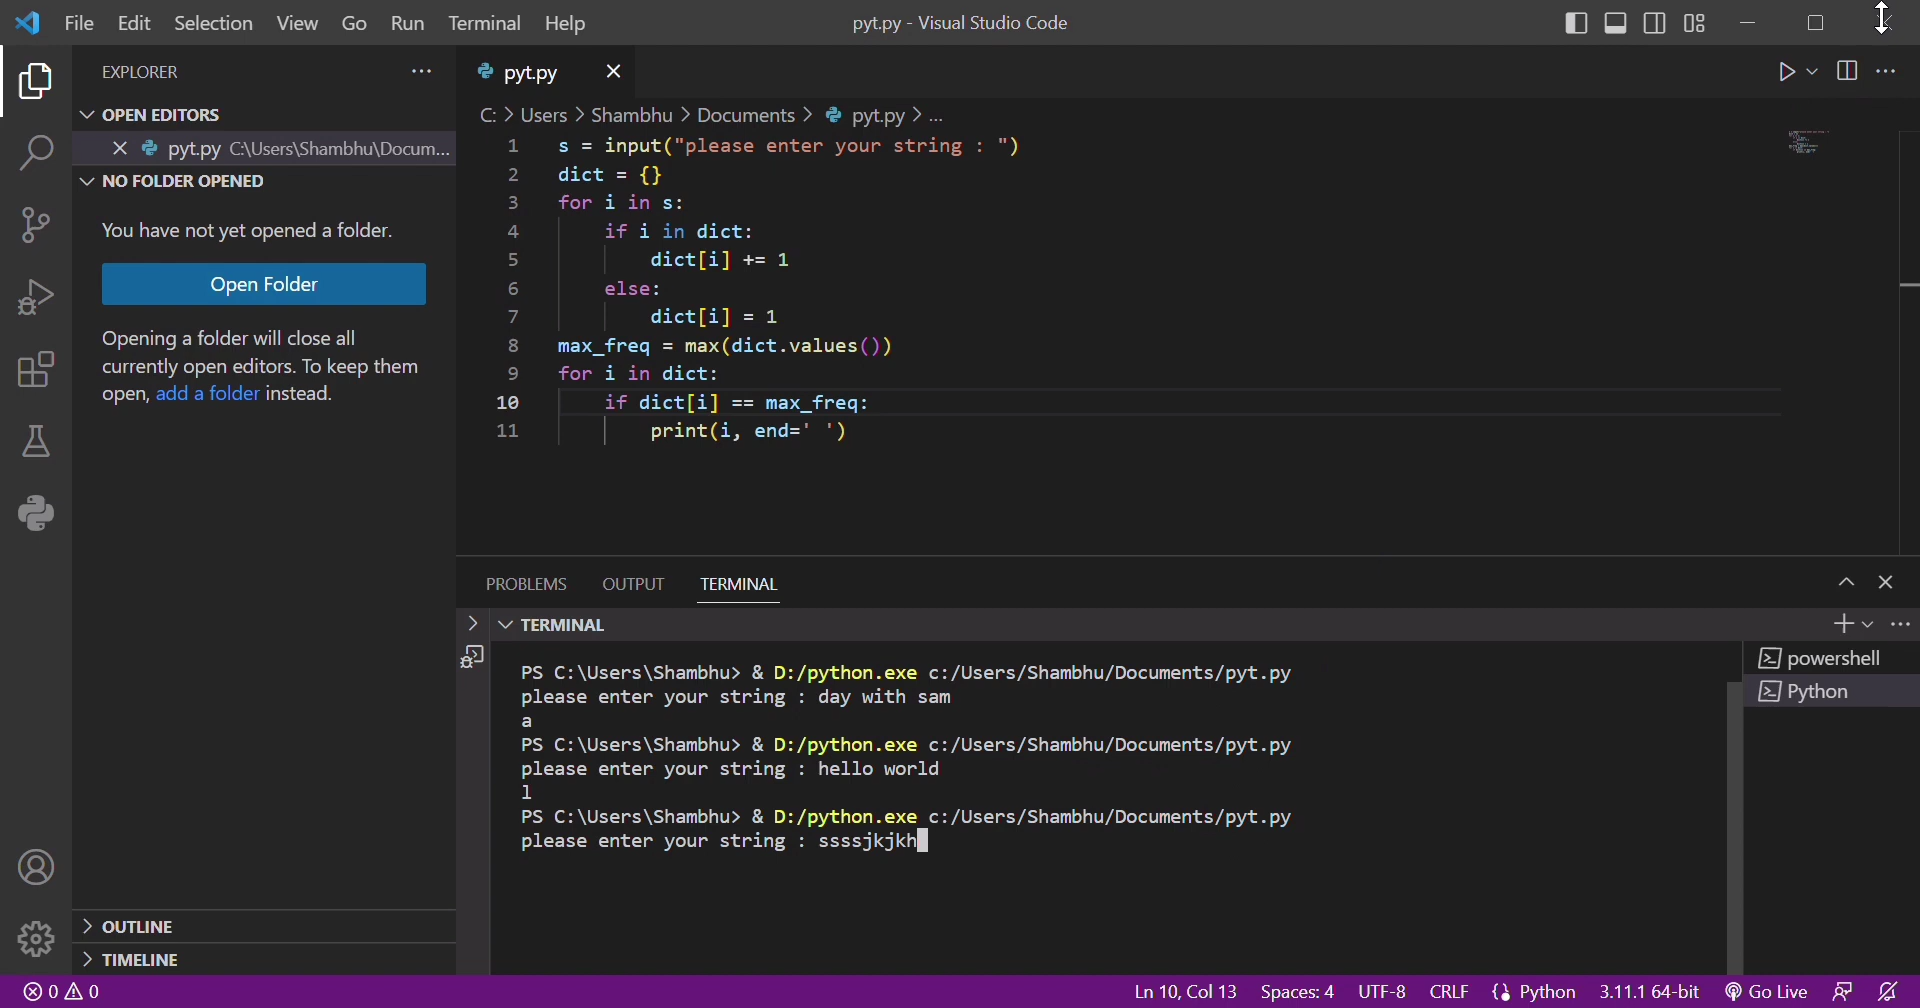 File Edit Selection View Go Run Terminal Help
pyt.py - Visual Studio Code
EXPLORER
OPEN EDITORS
pyt.py C:\Users\Shambhu\Docum...
NO FOLDER OPENED
You have not yet opened a folder.
Open Folder
Opening a folder will close all
currently open editors. To keep them
open, add a folder instead.
OUTLINE
TIMELINE
pyt.py
C: > Users > Shambhu > Documents > pyt.py > ...
1 s = input("please enter your string : ")
2 dict = {}
3 for i in s:
4     if i in dict:
5         dict[i] += 1
6     else:
7         dict[i] = 1
8 max_freq = max(dict.values())
9 for i in dict:
10     if dict[i] == max_freq:
11         print(i, end=' ')
PROBLEMS OUTPUT TERMINAL
TERMINAL
PS C:\Users\Shambhu> & D:/python.exe c:/Users/Shambhu/Documents/pyt.py
please enter your string : day with sam
a
PS C:\Users\Shambhu> & D:/python.exe c:/Users/Shambhu/Documents/pyt.py
please enter your string : hello world
l
PS C:\Users\Shambhu> & D:/python.exe c:/Users/Shambhu/Documents/pyt.py
please enter your string : ssssjkjkh
powershell
Python
0 0
Ln 10, Col 13 Spaces: 4 UTF-8 CRLF Python 3.11.1 64-bit Go Live